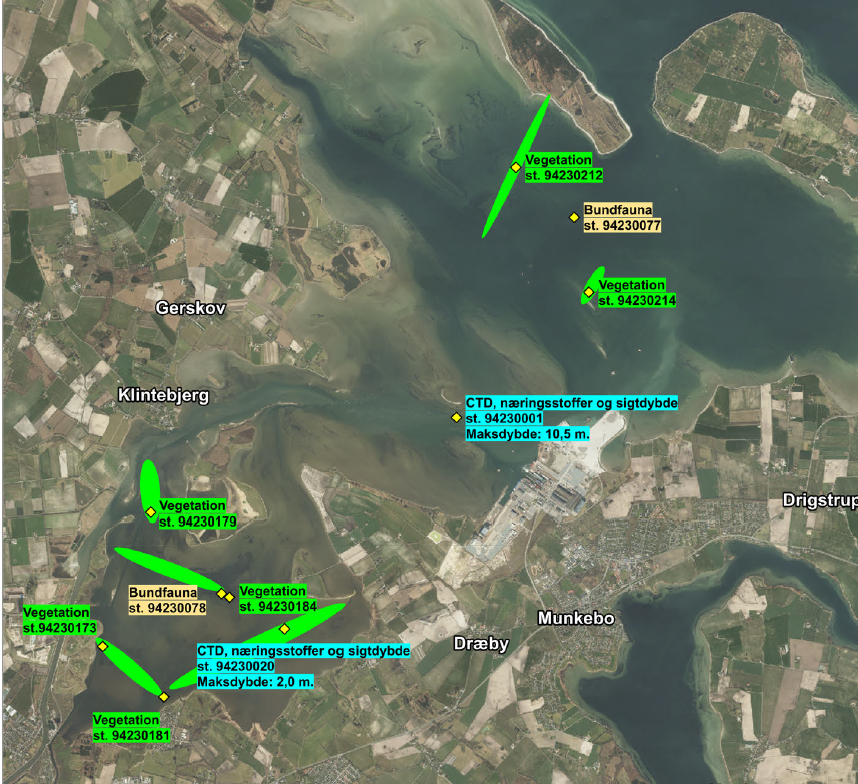 Vegetation
st. 94230212
Bundfauna
st. 94230077
Vegetation
st. 94230214
Gerskov
Klintebjerg
CTD, næringsstoffer og sigtdybde
st. 94230001
Maksdybde: 10,5 m.
Drigstrup
Vegetation
st. 94230179
Bundfauna
st. 94230078
Vegetation
st. 94230184
Vegetation
st.94230173
Munkebo
Dræby
CTD, næringsstoffer og sigtdybde
st. 94230020
Maksdybde: 2,0 m.
Vegetation
st. 94230181